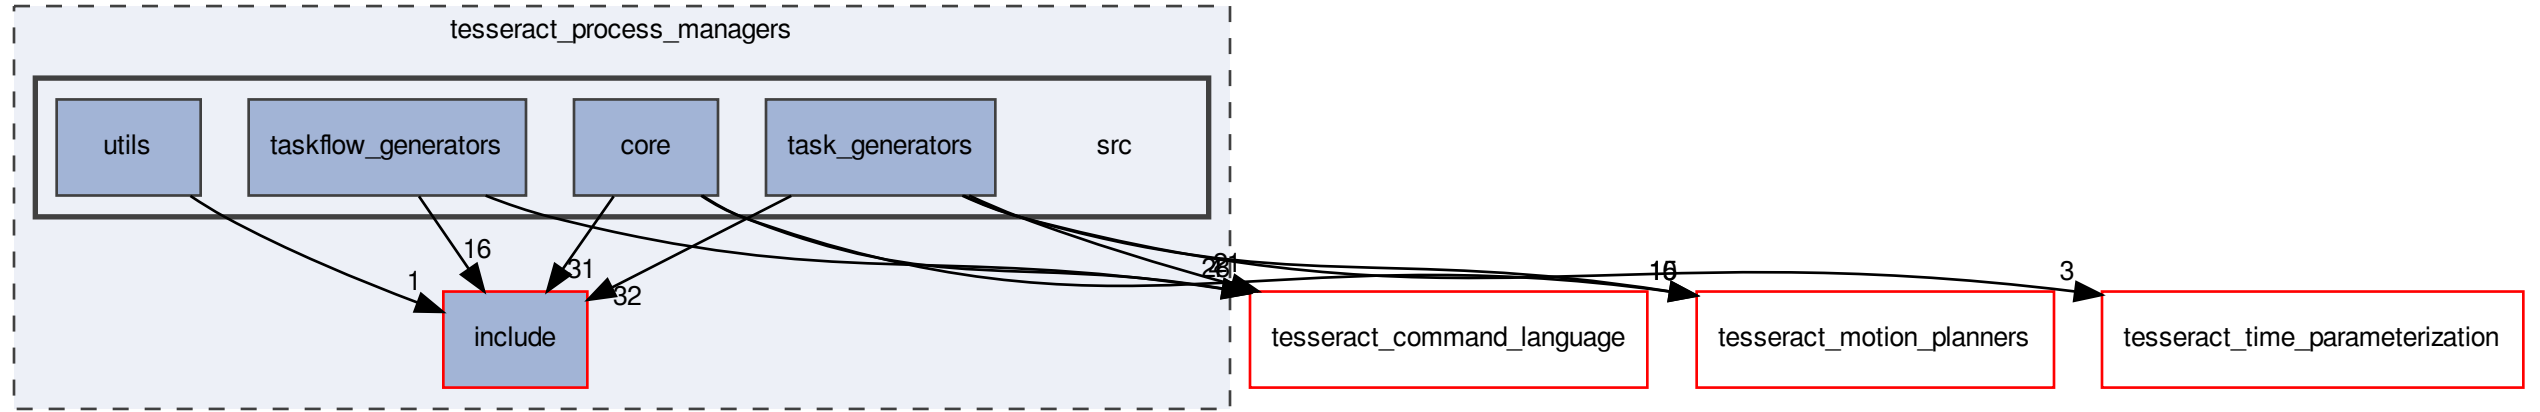 tesseract_process_managers
utils
taskflow_generators
core
task_generators
src
16
31
1
32
3
include
tesseract_command_language
tesseract_motion_planners
tesseract_time_parameterization